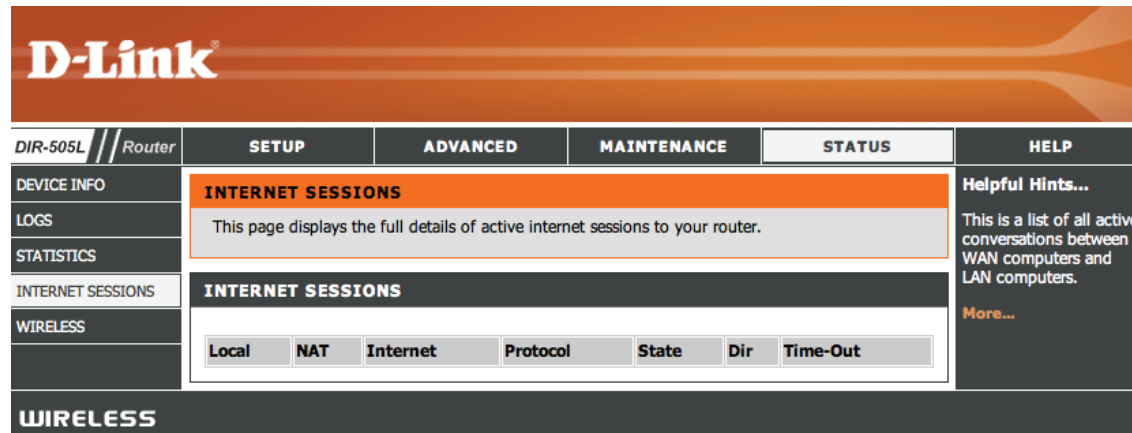 D-Link®
DIR-505L // Router
SETUP
ADVANCED
MAINTENANCE
STATUS
HELP
DEVICE INFO
LOGS
STATISTICS
INTERNET SESSIONS
WIRELESS
INTERNET SESSIONS
This page displays the full details of active internet sessions to your router.
INTERNET SESSIONS
Local NAT Internet Protocol State Dir Time-Out
Helpful Hints...
This is a list of all active
conversations between
WAN computers and
LAN computers.
More...
WIRELESS